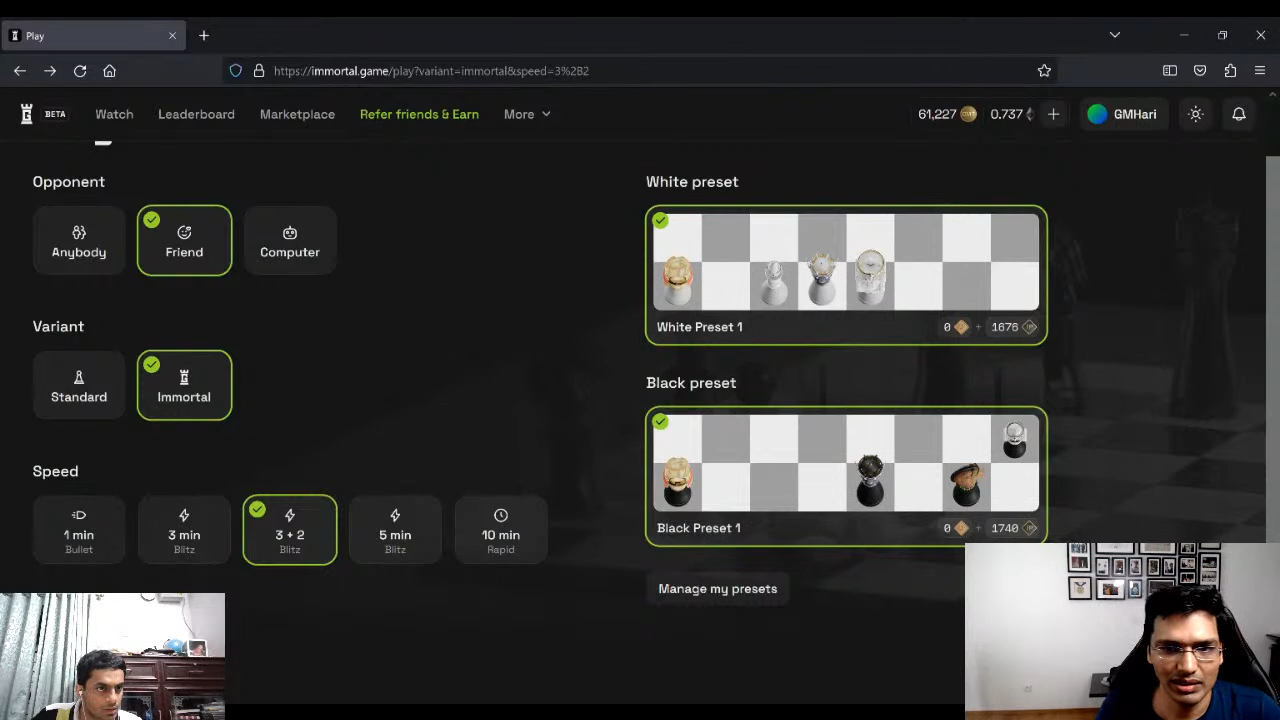 Play
https://immortal.game/play?variant=immortal&speed=3%2B2
BETA
Watch
Leaderboard
Marketplace
Refer friends & Earn
More
61,227
0.737
GMHari
Opponent
Anybody
Friend
Computer
Variant
Standard
Immortal
Speed
1 min
Bullet
3 min
Blitz
3 + 2
Blitz
5 min
Blitz
10 min
Rapid
White preset
White Preset 1
0 + 1676
Black preset
Black Preset 1
0 + 1740
Manage my presets